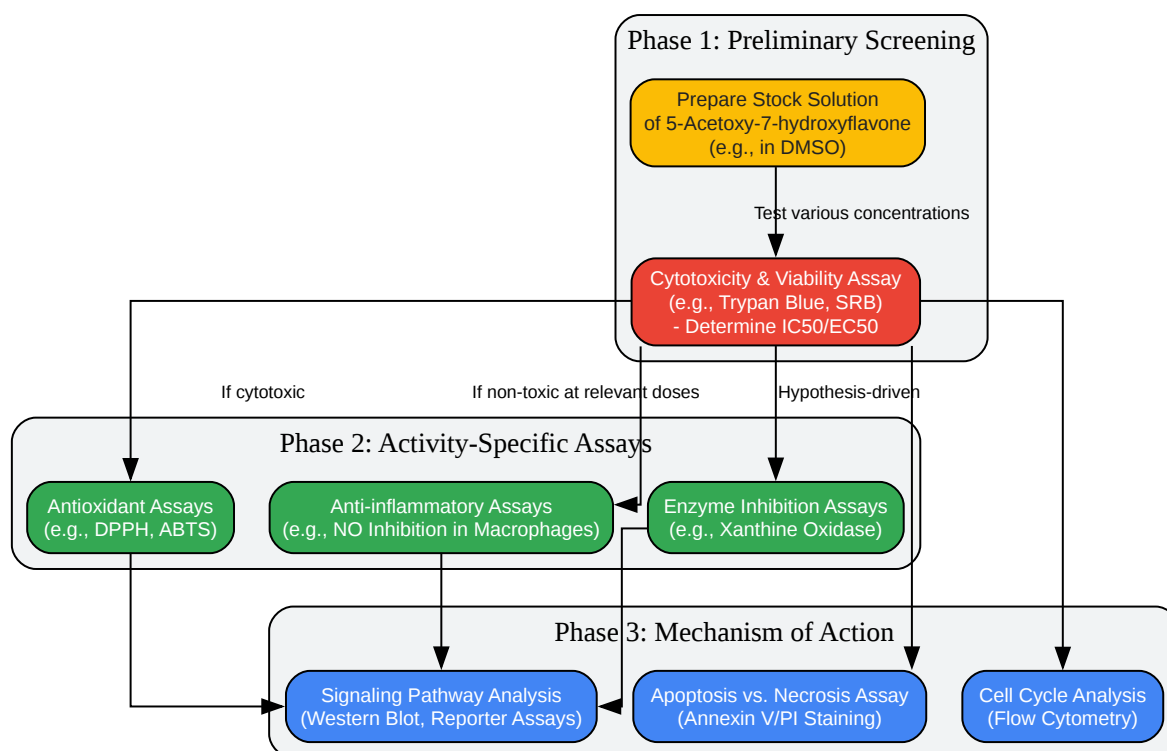 Phase 1: Preliminary Screening
Prepare Stock Solution
of 5-Acetoxy-7-hydroxyflavone
(e.g., in DMSO)
Test various concentrations
Cytotoxicity & Viability Assay
(e.g., Trypan Blue, SRB)
- Determine IC50/EC50
If cytotoxic
If non-toxic at relevant doses
Hypothesis-driven
Phase 2: Activity-Specific Assays
Antioxidant Assays
(e.g., DPPH, ABTS)
Anti-inflammatory Assays
(e.g., NO Inhibition in Macrophages)
Enzyme Inhibition Assays
(e.g., Xanthine Oxidase)
Phase 3: Mechanism of Action
Signaling Pathway Analysis
(Western Blot, Reporter Assays)
Apoptosis vs. Necrosis Assay
(Annexin V/PI Staining)
Cell Cycle Analysis
(Flow Cytometry)